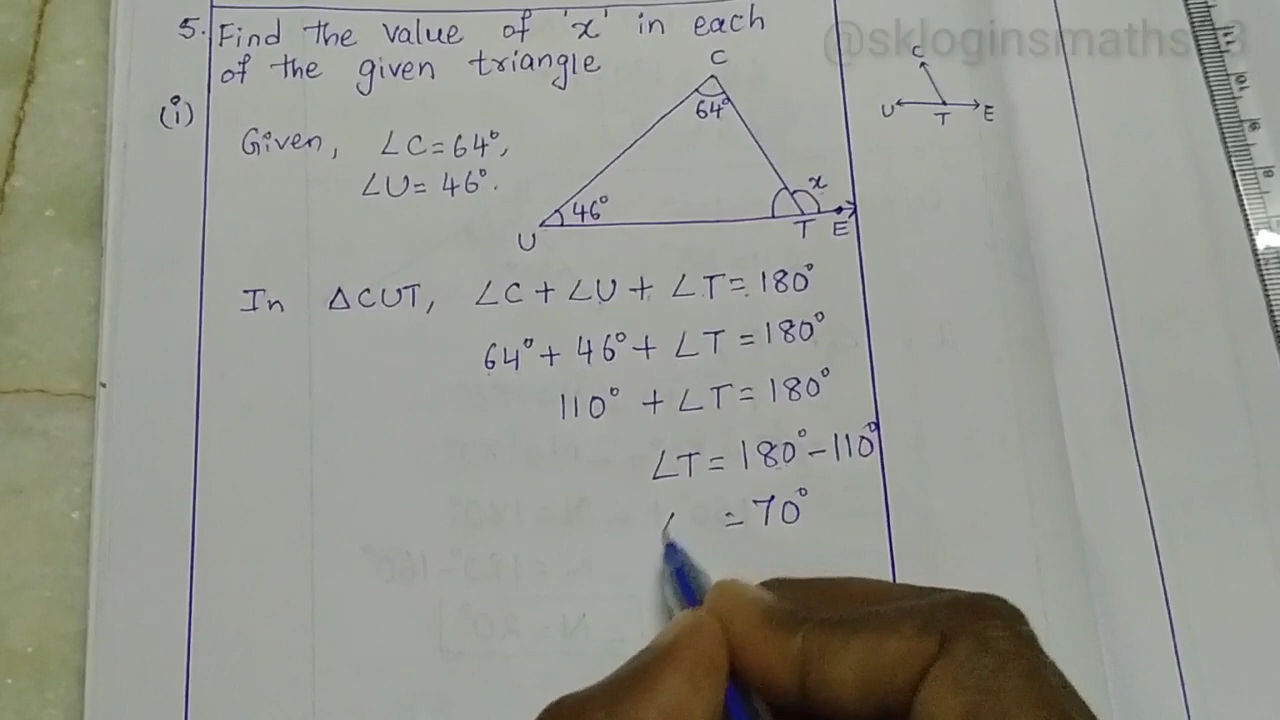 5. Find the value of 'x' in each
of the given triangle
(i)
Given, ∠C=64°,
∠U= 46°.
C
64°
46°
x
U
T
E
C
U
T
E
In ΔCUT, ∠C + ∠U + ∠T = 180°
64° + 46° + ∠T = 180°
110° + ∠T = 180°
∠T = 180° - 110°
∠ = 70°
@skloginsmaths